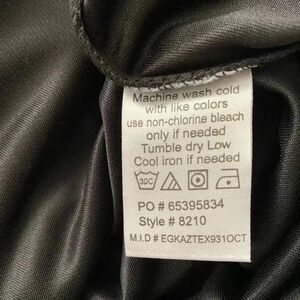 Machine wash cold
with like colors
use non-chlorine bleach
only if needed
Tumble dry Low
Cool iron if needed
30C
PO # 65395834
Style # 8210
M.I.D # EGKAZTEX931OCT